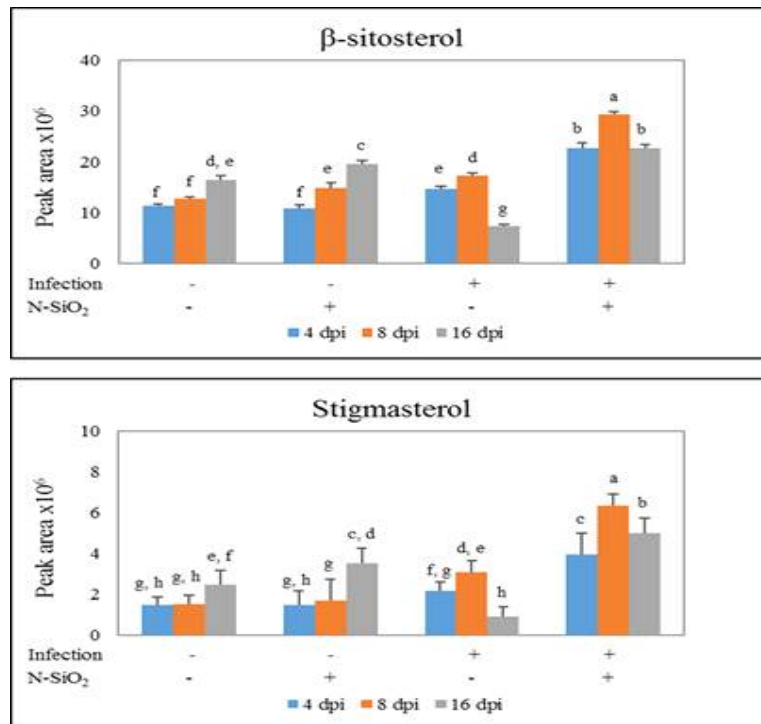 β-sitosterol
Peak area x10⁶
40
30
20
10
0
f f d, e f e c e d g b a b
Infection - - + +
N-SiO₂ - + - +
4 dpi 8 dpi 16 dpi
Stigmasterol
Peak area x10⁶
10
8
6
4
2
0
g, h g, h e, f g, h g c, d f, g d, e h c a b
Infection - - + +
N-SiO₂ - + - +
4 dpi 8 dpi 16 dpi